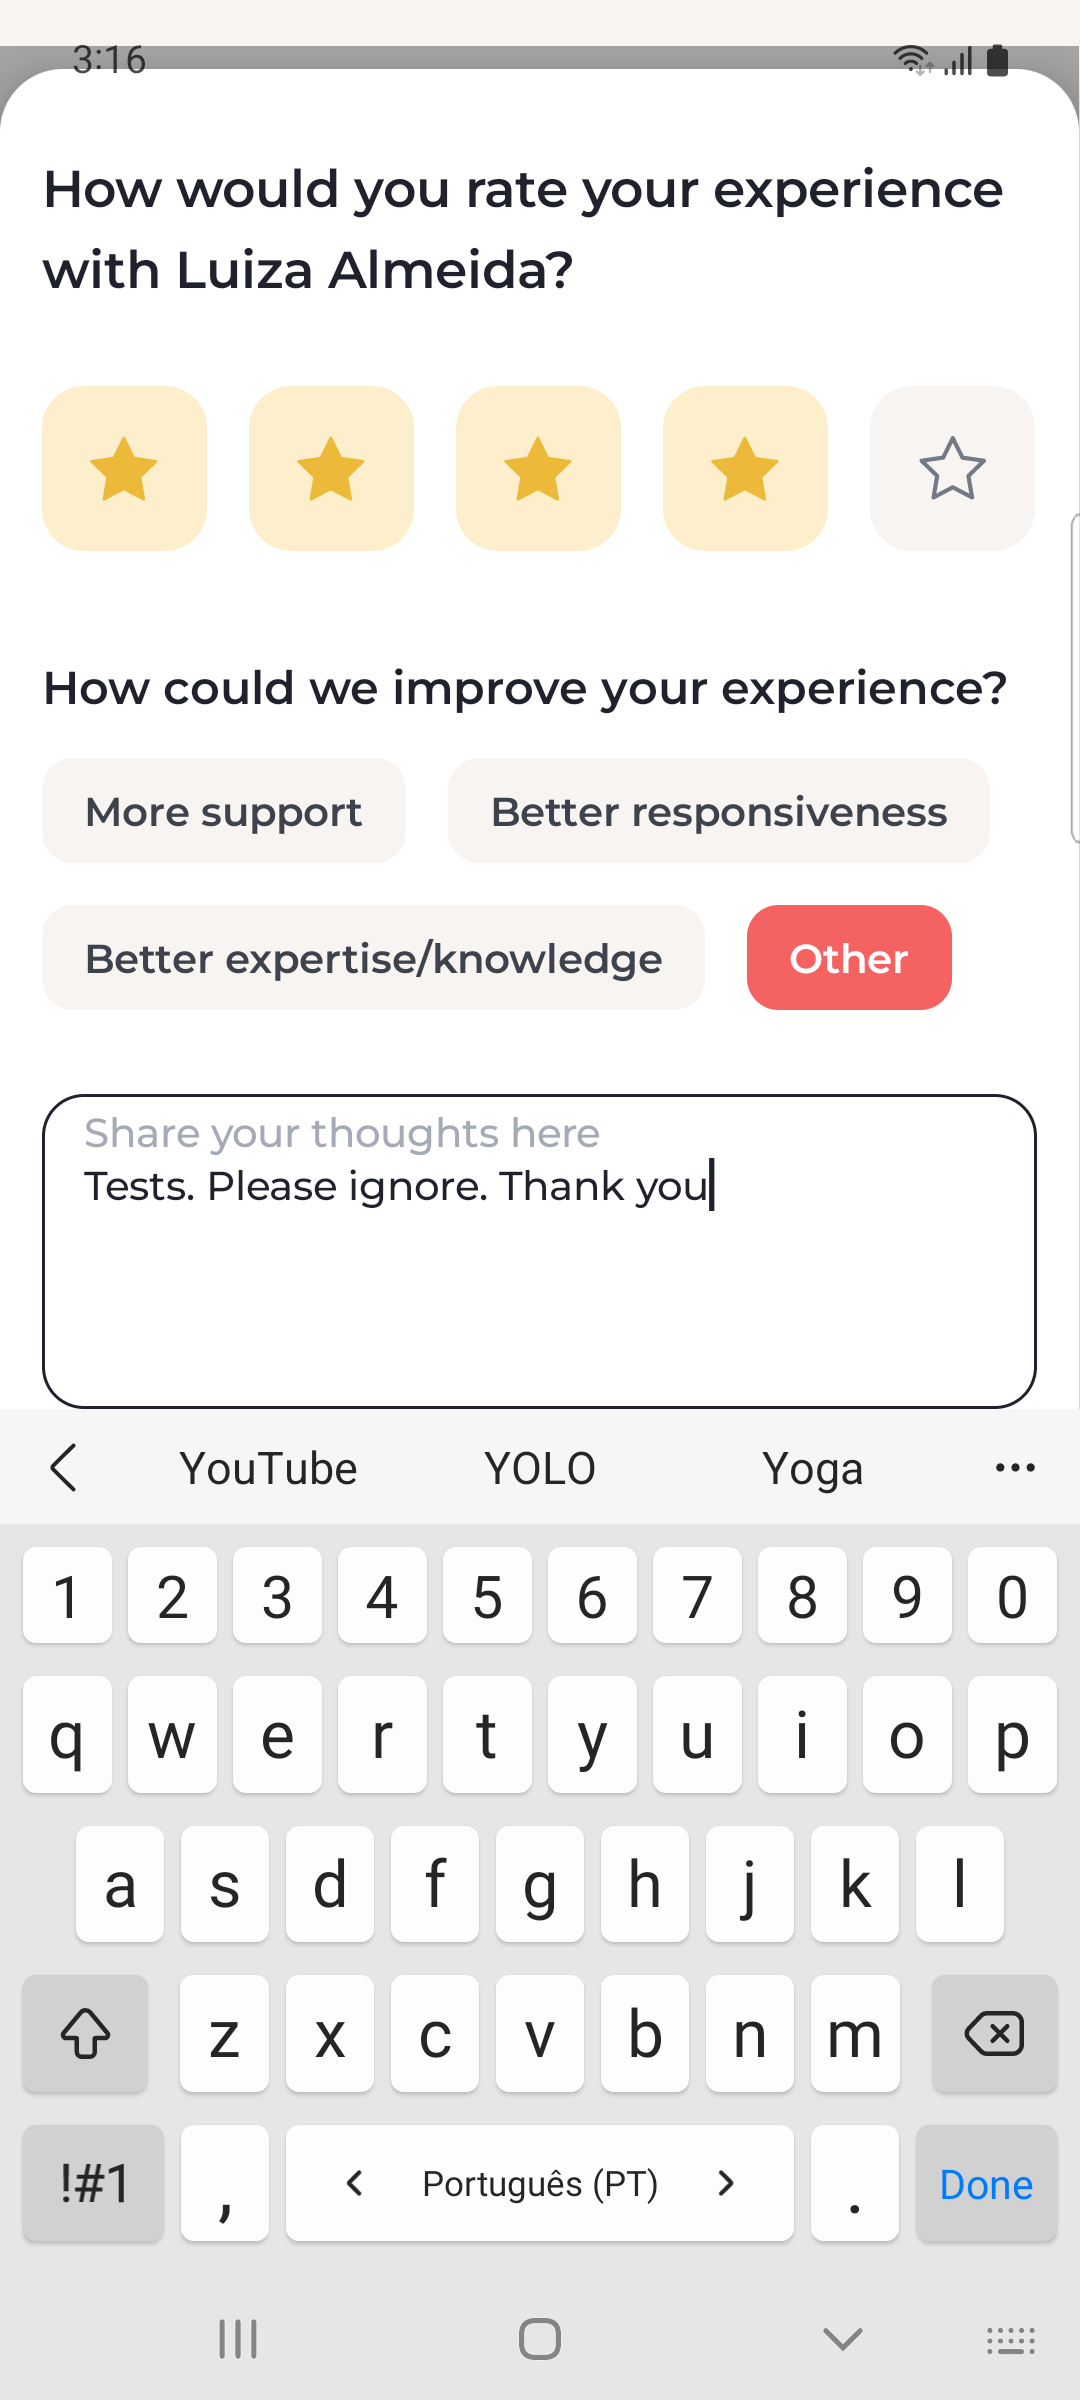 3:16
How would you rate your experience
with Luiza Almeida?
How could we improve your experience?
More support
Better responsiveness
Better expertise/knowledge
Other
Share your thoughts here
Tests. Please ignore. Thank you
YouTube
YOLO
Yoga
1 2 3 4 5 6 7 8 9 0
q w e r t y u i o p
a s d f g h j k l
z x c v b n m
!#1 , Português (PT) . Done